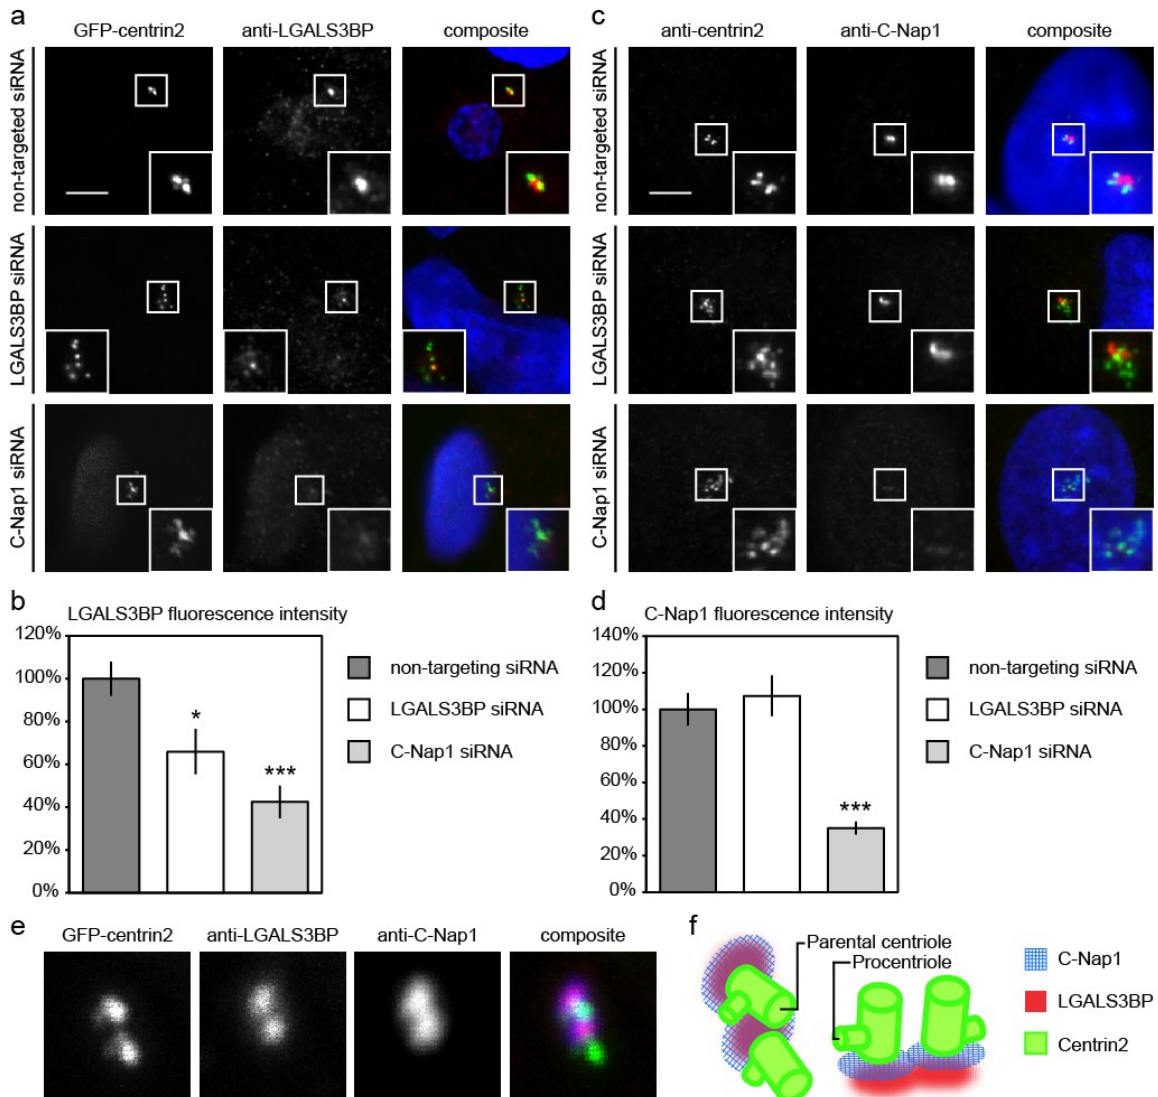 a
GFP-centrin2 anti-LGALS3BP composite
non-targeted siRNA
LGALS3BP siRNA
C-Nap1 siRNA
c
anti-centrin2 anti-C-Nap1 composite
non-targeted siRNA
LGALS3BP siRNA
C-Nap1 siRNA
b
LGALS3BP fluorescence intensity
120%
100%
80%
60%
40%
20%
0%
*
***
non-targeting siRNA
LGALS3BP siRNA
C-Nap1 siRNA
d
C-Nap1 fluorescence intensity
140%
120%
100%
80%
60%
40%
20%
0%
***
non-targeting siRNA
LGALS3BP siRNA
C-Nap1 siRNA
e
GFP-centrin2 anti-LGALS3BP anti-C-Nap1 composite
f
Parental centriole
Procentriole
C-Nap1
LGALS3BP
Centrin2